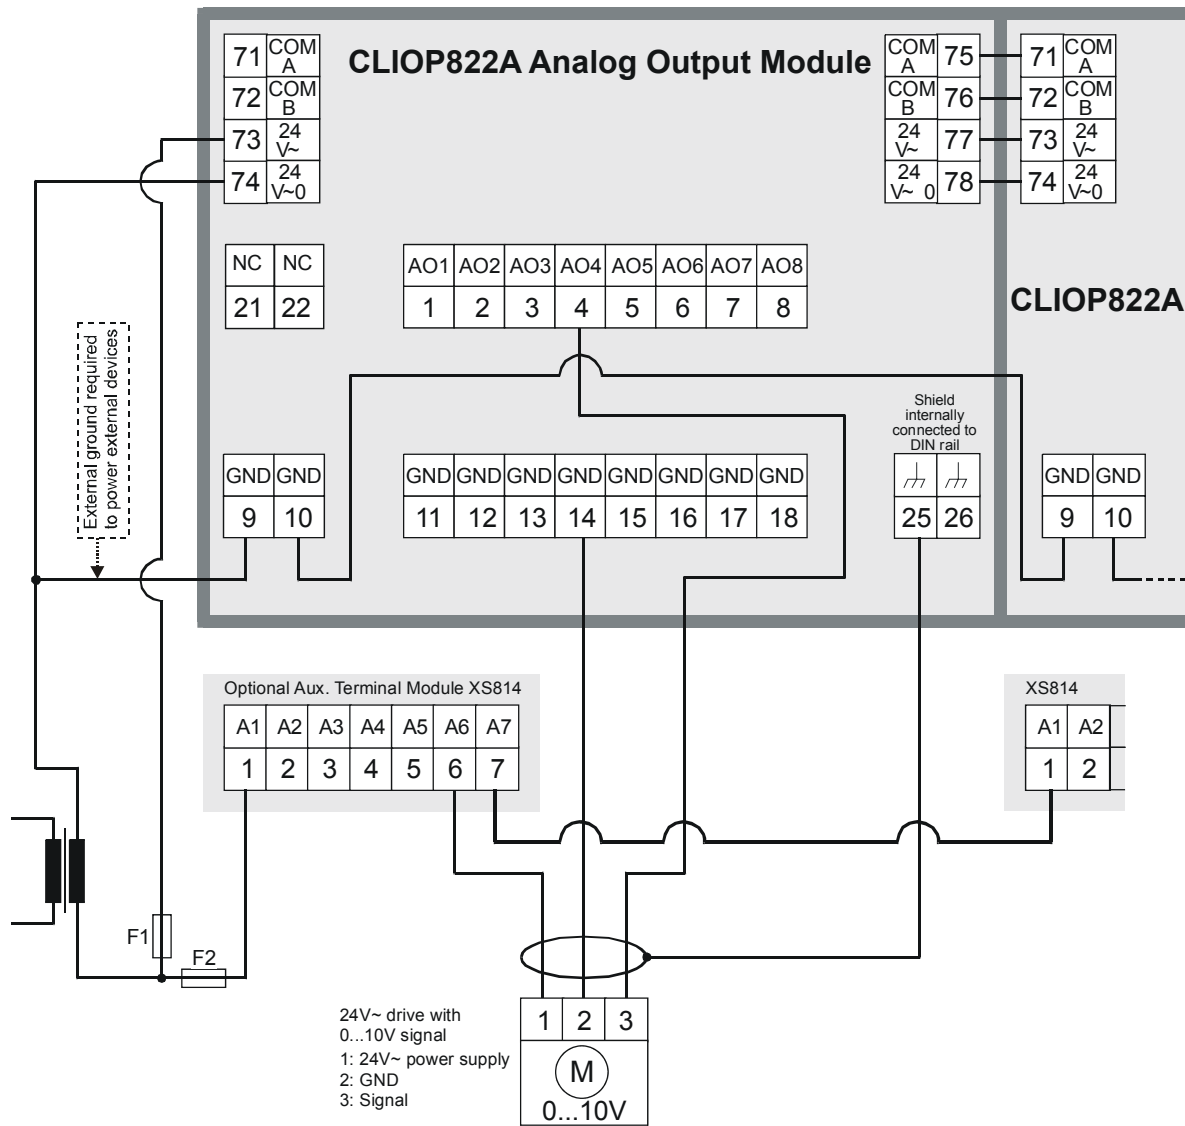 CLIOP822A Analog Output Module
71 COM A
72 COM B
73 24 V~
74 24 V~0
COM A 75
COM B 76
24 V~ 77
24 V~ 0 78
71 COM A
72 COM B
73 24 V~
74 24 V~0
NC NC
21 22
AO1 AO2 AO3 AO4 AO5 AO6 AO7 AO8
1 2 3 4 5 6 7 8
CLIOP822A
External ground required
to power external devices
Shield
internally
connected to
DIN rail
GND GND
9 10
GND GND GND GND GND GND GND GND
11 12 13 14 15 16 17 18
25 26
GND GND
9 10
Optional Aux. Terminal Module XS814
A1 A2 A3 A4 A5 A6 A7
1 2 3 4 5 6 7
XS814
A1 A2
1 2
F1
F2
24V~ drive with
0...10V signal
1: 24V~ power supply
2: GND
3: Signal
1 2 3
M
0...10V